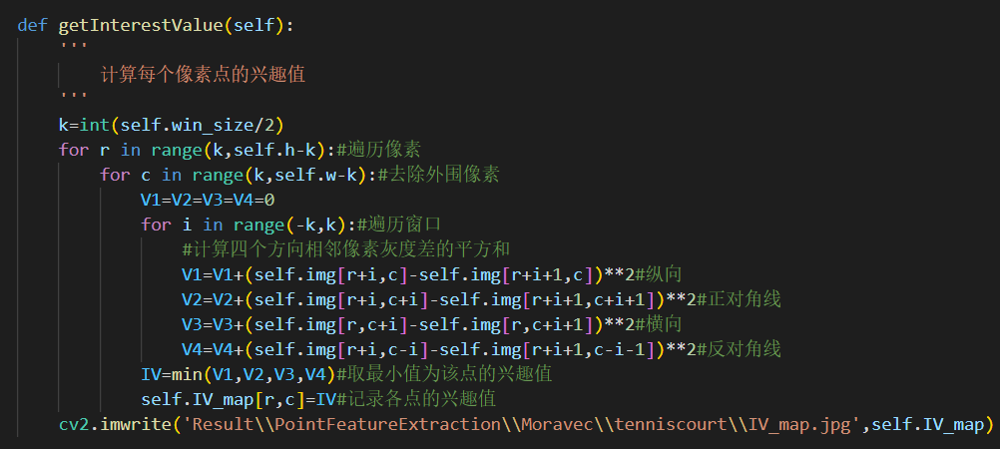 def getInterestValue(self):
    '''
        计算每个像素点的兴趣值
    '''
    k=int(self.win_size/2)
    for r in range(k,self.h-k):#遍历像素
        for c in range(k,self.w-k):#去除外围像素
            V1=V2=V3=V4=0
            for i in range(-k,k):#遍历窗口
                #计算四个方向相邻像素灰度差的平方和
                V1=V1+(self.img[r+i,c]-self.img[r+i+1,c])**2#纵向
                V2=V2+(self.img[r+i,c+i]-self.img[r+i+1,c+i+1])**2#正对角线
                V3=V3+(self.img[r,c+i]-self.img[r,c+i+1])**2#横向
                V4=V4+(self.img[r+i,c-i]-self.img[r+i+1,c-i-1])**2#反对角线
            IV=min(V1,V2,V3,V4)#取最小值为该点的兴趣值
            self.IV_map[r,c]=IV#记录各点的兴趣值
    cv2.imwrite('Result\\PointFeatureExtraction\\Moravec\\tenniscourt\\IV_map.jpg',self.IV_map)